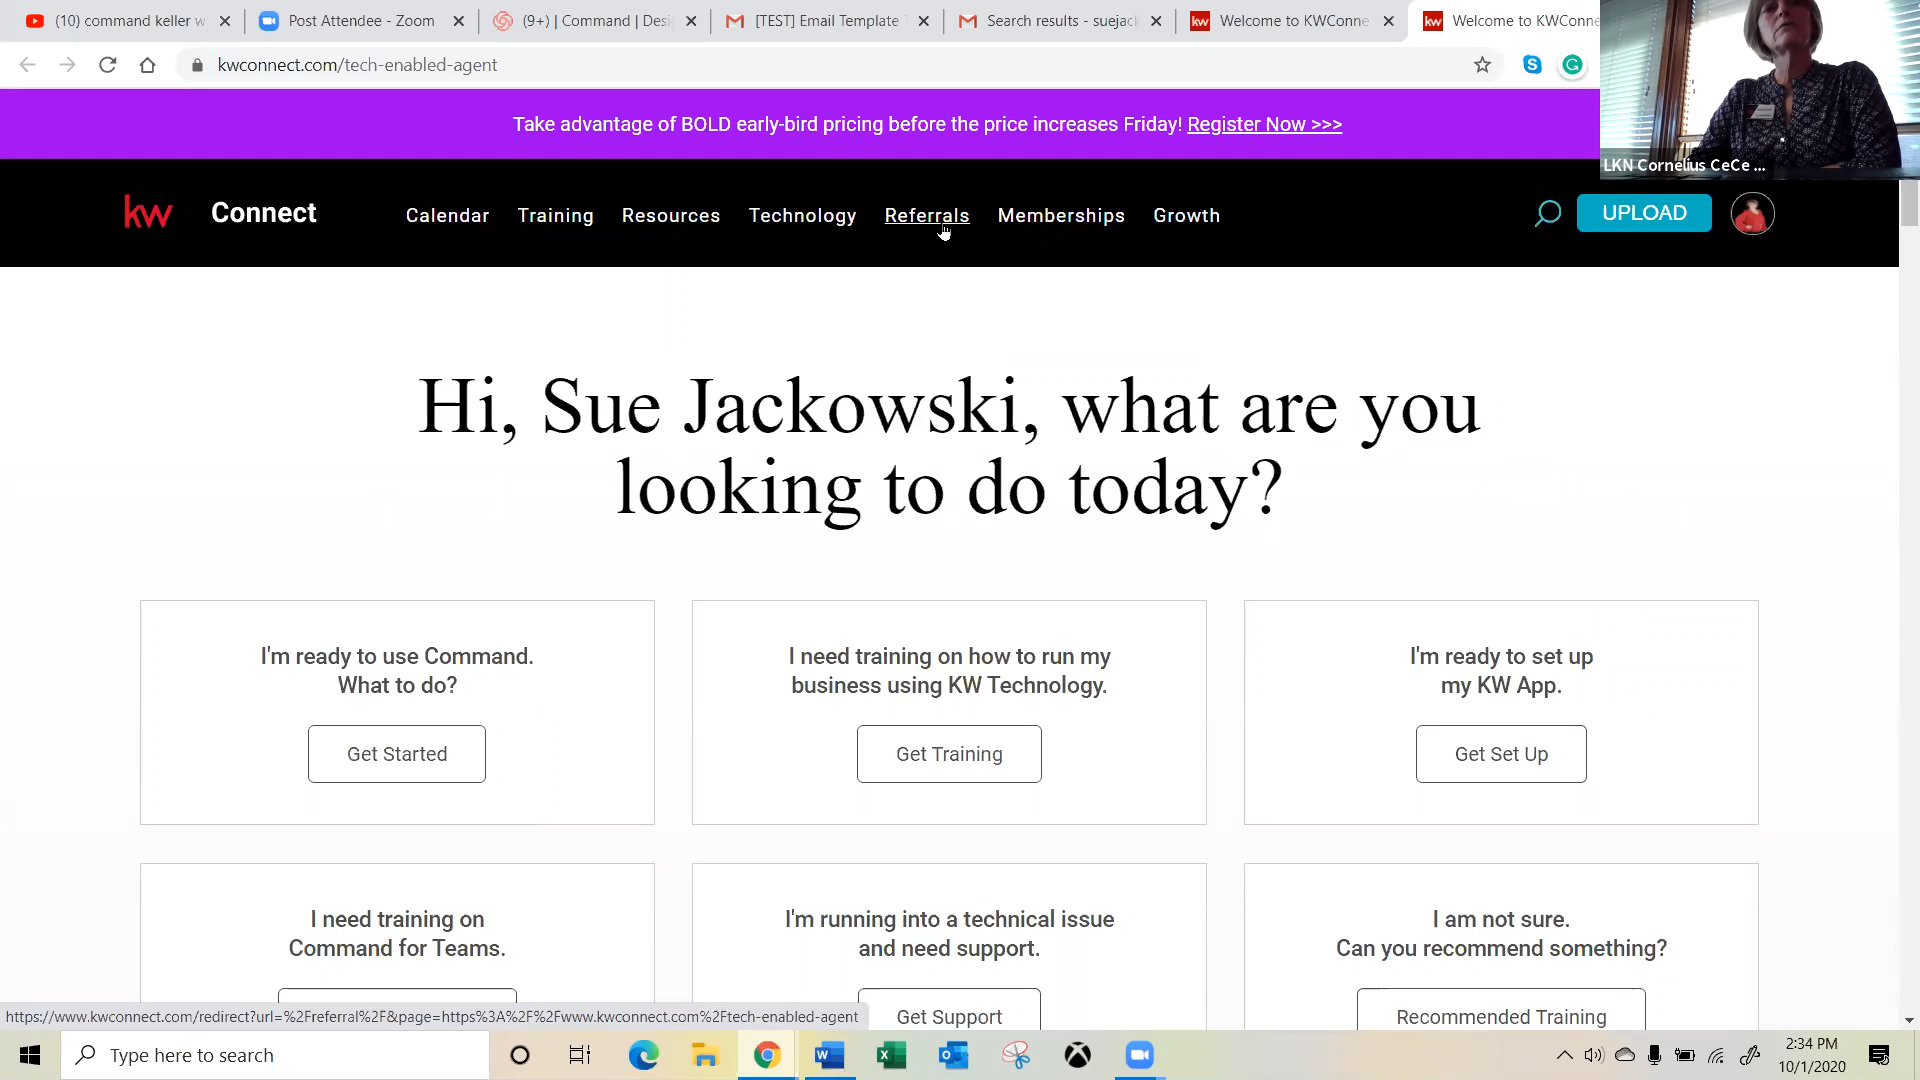 (10) command keller w
Post Attendee - Zoom
(9+) | Command | Desi
[TEST] Email Template
Search results - suejac
kw Welcome to KWConne
kw Welcome to KWConne
kwconnect.com/tech-enabled-agent
Take advantage of BOLD early-bird pricing before the price increases Friday! Register Now >>>
LKN Cornelius CeCe ...
kw Connect
Calendar
Training
Resources
Technology
Referrals
Memberships
Growth
UPLOAD
Hi, Sue Jackowski, what are you
looking to do today?
I'm ready to use Command.
What to do?
Get Started
I need training on how to run my
business using KW Technology.
Get Training
I'm ready to set up
my KW App.
Get Set Up
I need training on
Command for Teams.
I'm running into a technical issue
and need support.
Get Support
I am not sure.
Can you recommend something?
Recommended Training
https://www.kwconnect.com/redirect?url=%2Freferral%2F&page=https%3A%2F%2Fwww.kwconnect.com%2Ftech-enabled-agent
Type here to search
2:34 PM
10/1/2020